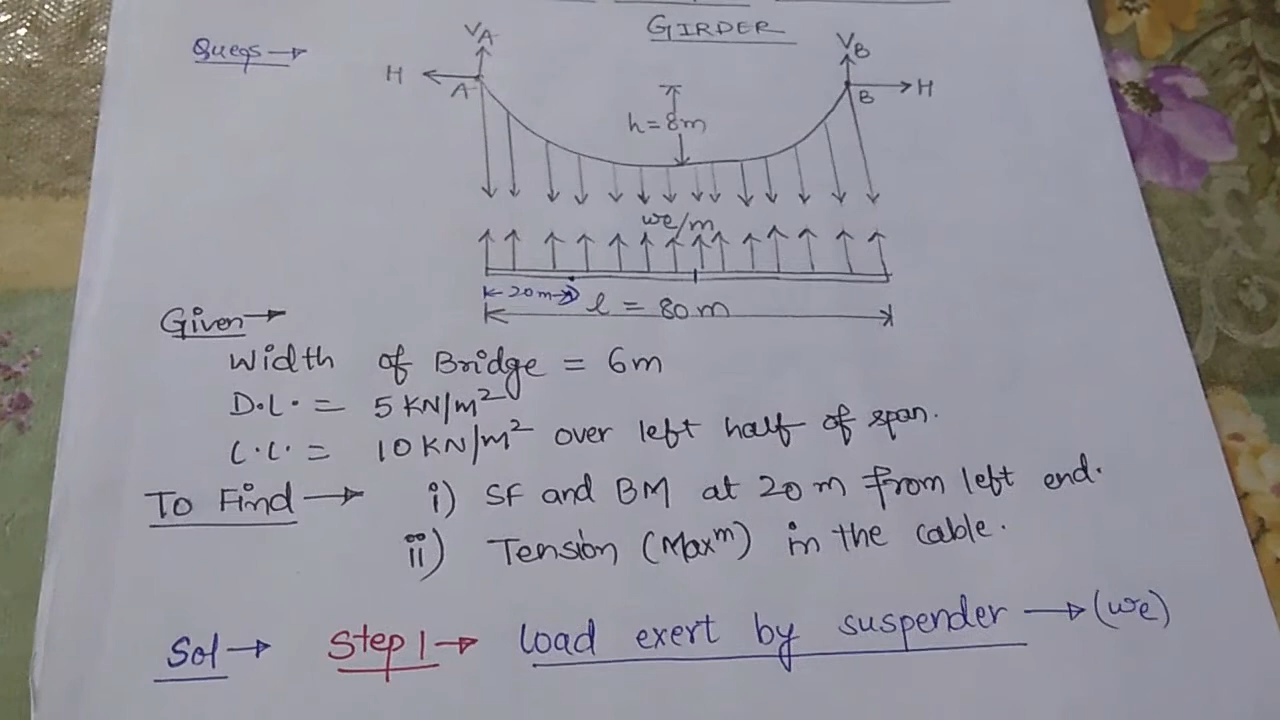 GIRDER
Queqs →
VA
VB
H
A
B
H
h = 8m
we/m
20m
l = 80m
Given →
Width of Bridge = 6m
D.L. = 5 KN/m²
L.L. = 10 KN/m² over left half of span.
To Find → i) SF and BM at 20 m from left end.
ii) Tension (Maxᵐ) in the cable.
Sol → Step 1 → load exert by suspender → (we)